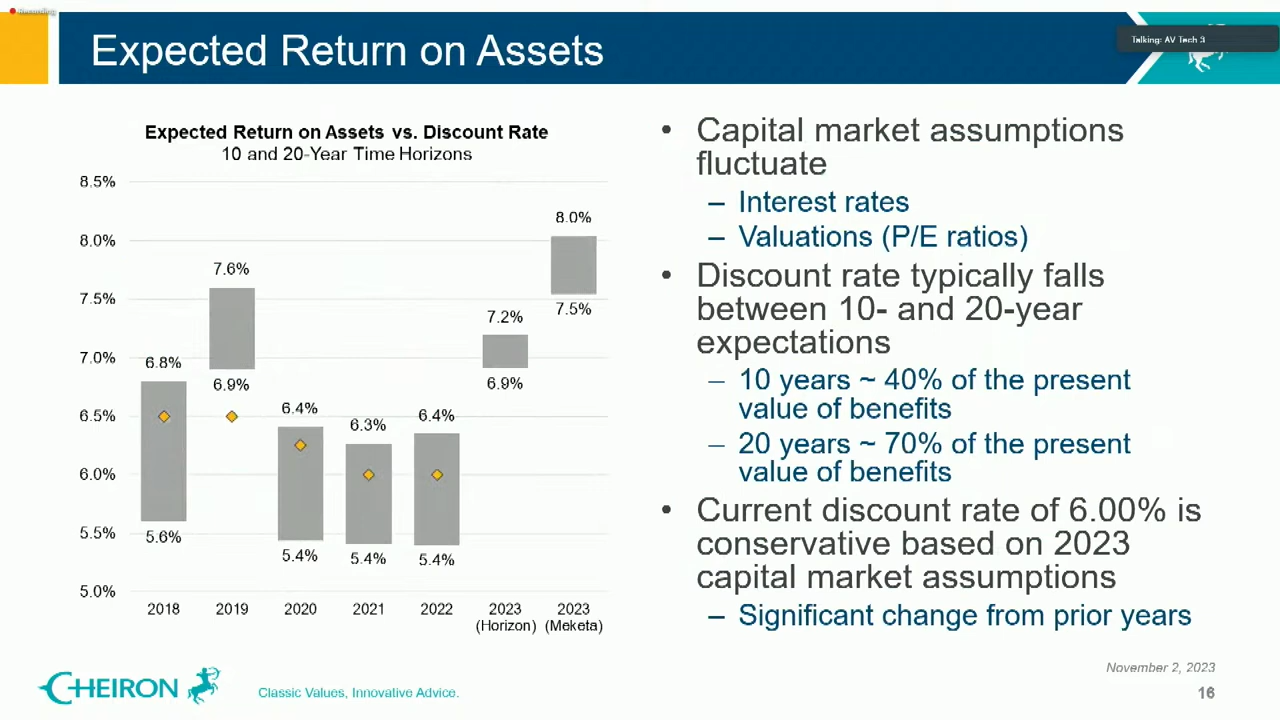 Recording
Expected Return on Assets
Talking: AV Tech 3
Expected Return on Assets vs. Discount Rate
10 and 20-Year Time Horizons
8.5%
8.0%
7.5%
7.0%
6.5%
6.0%
5.5%
5.0%
6.8%
5.6%
7.6%
6.9%
6.4%
5.4%
6.3%
5.4%
6.4%
5.4%
7.2%
6.9%
8.0%
7.5%
2018
2019
2020
2021
2022
2023
(Horizon)
2023
(Meketa)
• Capital market assumptions
fluctuate
– Interest rates
– Valuations (P/E ratios)
• Discount rate typically falls
between 10- and 20-year
expectations
– 10 years ~ 40% of the present
value of benefits
– 20 years ~ 70% of the present
value of benefits
• Current discount rate of 6.00% is
conservative based on 2023
capital market assumptions
– Significant change from prior years
November 2, 2023
CHEIRON
Classic Values, Innovative Advice.
16